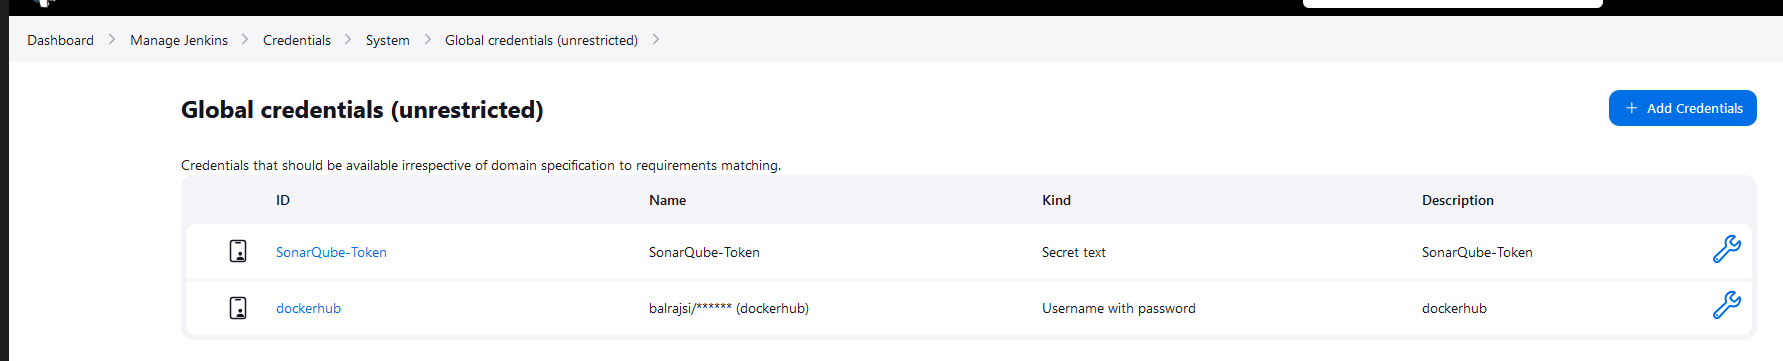 Dashboard > Manage Jenkins > Credentials > System > Global credentials (unrestricted) >
Global credentials (unrestricted)
+ Add Credentials
Credentials that should be available irrespective of domain specification to requirements matching.
ID Name Kind Description
SonarQube-Token SonarQube-Token Secret text SonarQube-Token
dockerhub balrajsi/****** (dockerhub) Username with password dockerhub